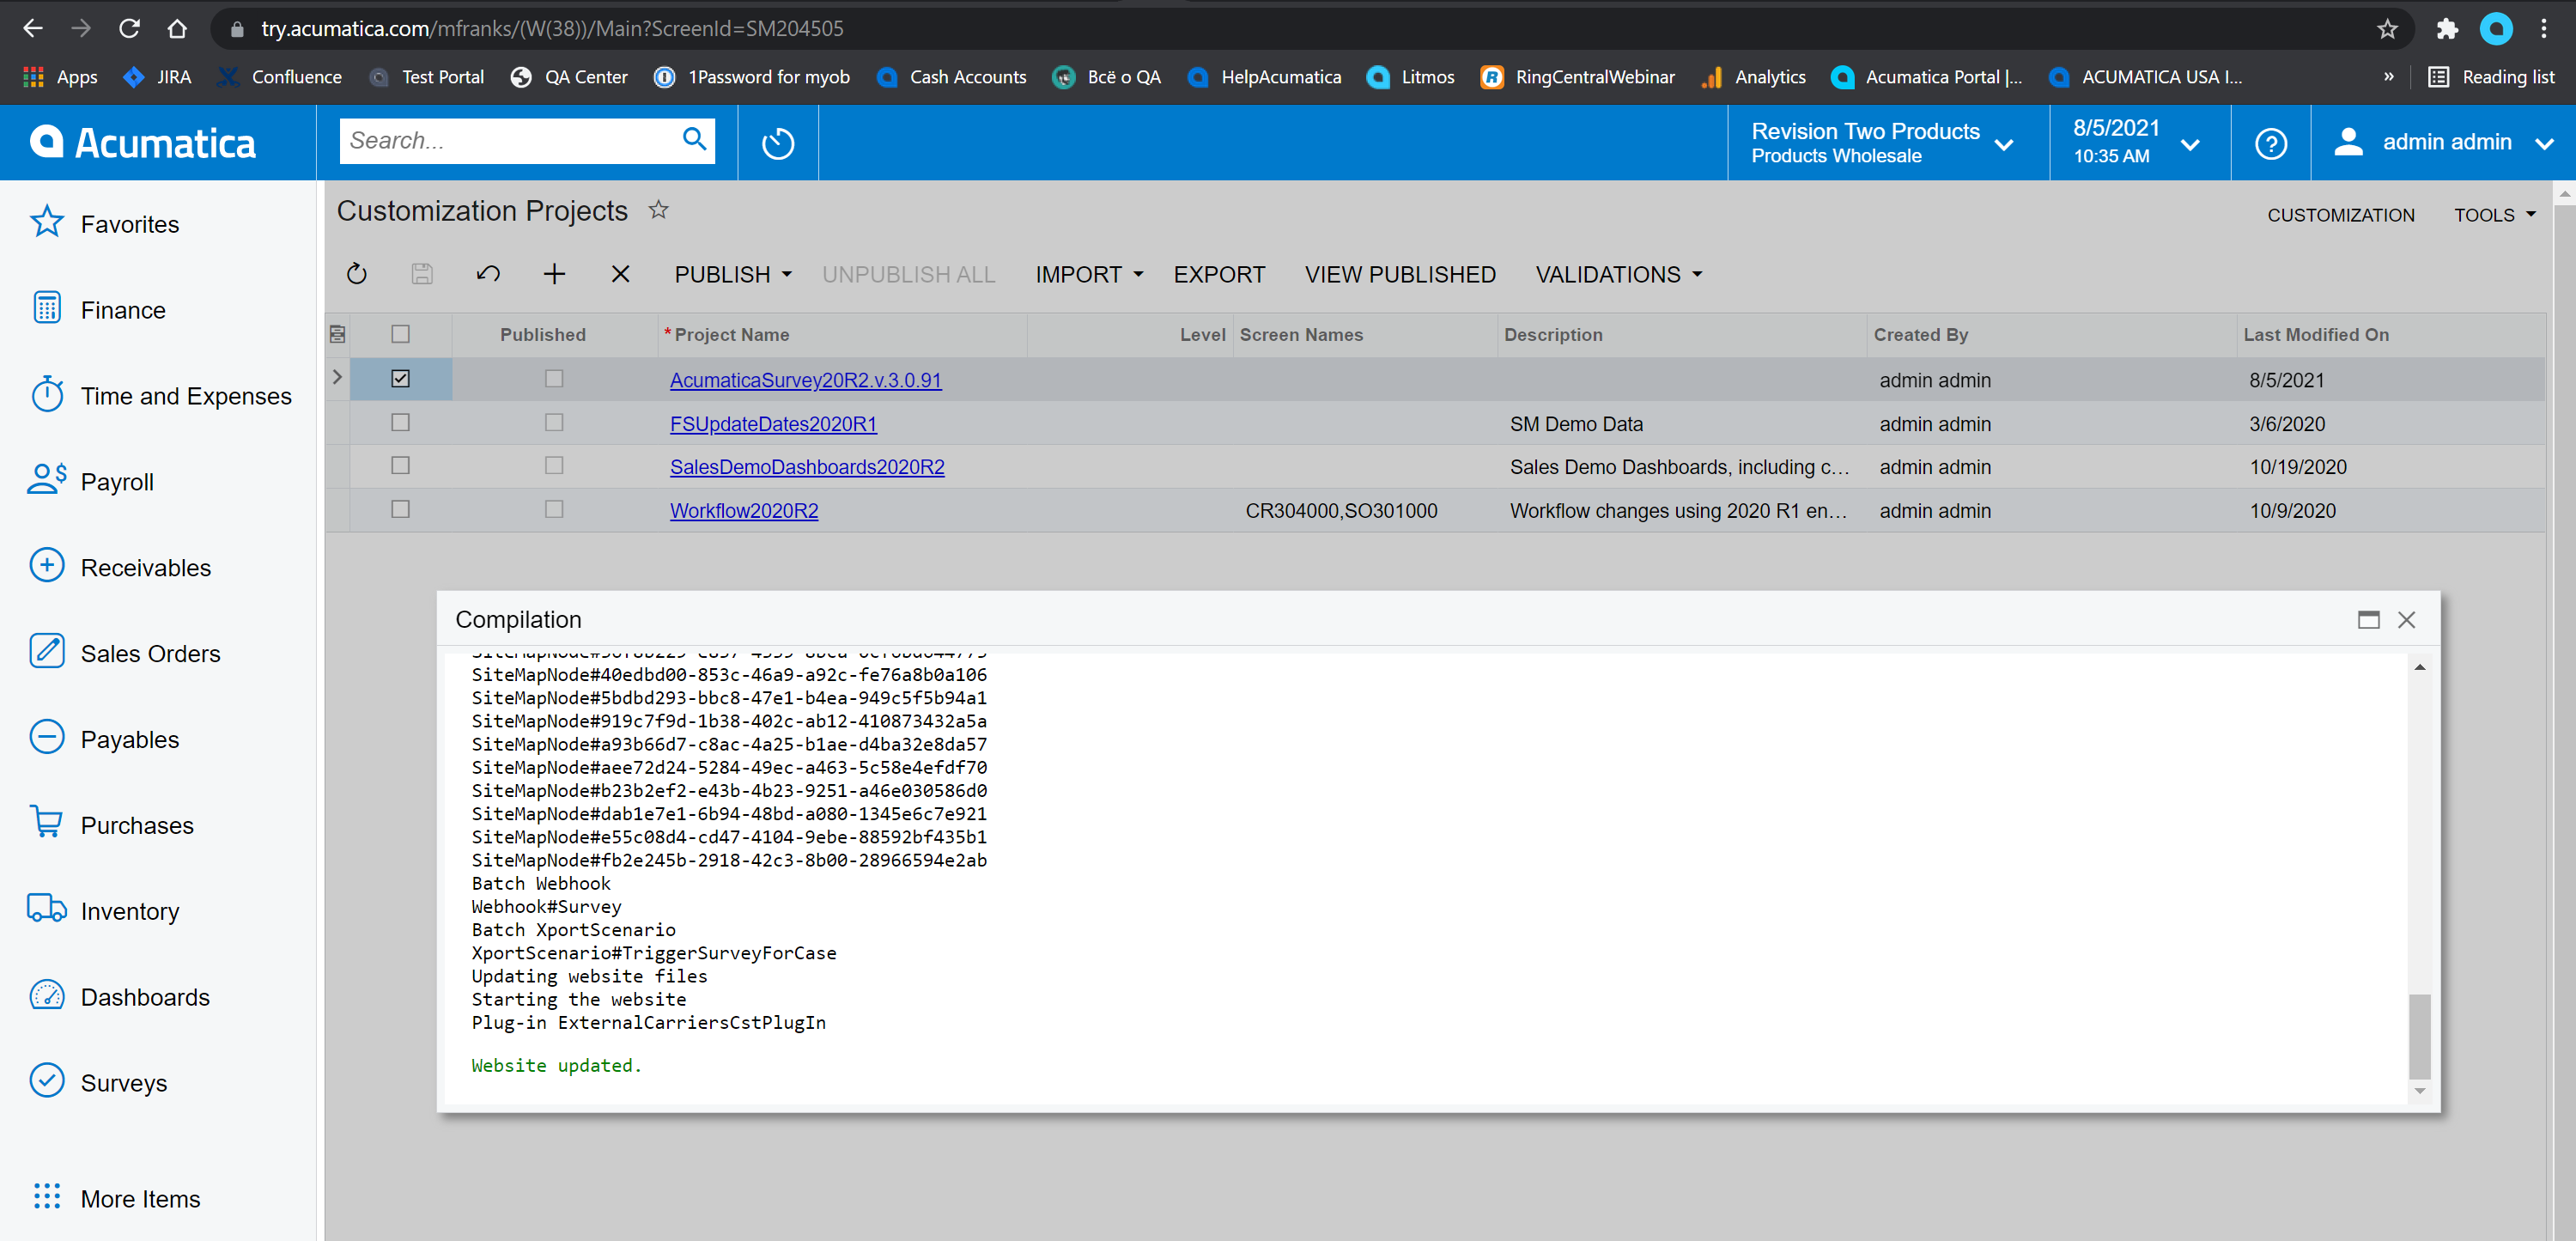 try.acumatica.com/mfranks/(W(38))/Main?ScreenId=SM204505
Apps JIRA Confluence Test Portal QA Center 1Password for myob Cash Accounts Всё о QA HelpAcumatica Litmos RingCentralWebinar Analytics Acumatica Portal |... ACUMATICA USA I... » Reading list
Acumatica Search... Revision Two Products
Products Wholesale
8/5/2021
10:35 AM
? admin admin
Favorites
Finance
Time and Expenses
Payroll
Receivables
Sales Orders
Payables
Purchases
Inventory
Dashboards
Surveys
More Items
Customization Projects CUSTOMIZATION TOOLS
PUBLISH UNPUBLISH ALL IMPORT EXPORT VIEW PUBLISHED VALIDATIONS
Published * Project Name Level Screen Names Description Created By Last Modified On
AcumaticaSurvey20R2.v.3.0.91 admin admin 8/5/2021
FSUpdateDates2020R1 SM Demo Data admin admin 3/6/2020
SalesDemoDashboards2020R2 Sales Demo Dashboards, including c... admin admin 10/19/2020
Workflow2020R2 CR304000,SO301000 Workflow changes using 2020 R1 en... admin admin 10/9/2020
Compilation
SiteMapNode#40edbd00-853c-46a9-a92c-fe76a8b0a106
SiteMapNode#5bdbd293-bbc8-47e1-b4ea-949c5f5b94a1
SiteMapNode#919c7f9d-1b38-402c-ab12-410873432a5a
SiteMapNode#a93b66d7-c8ac-4a25-b1ae-d4ba32e8da57
SiteMapNode#aee72d24-5284-49ec-a463-5c58e4efdf70
SiteMapNode#b23b2ef2-e43b-4b23-9251-a46e030586d0
SiteMapNode#dab1e7e1-6b94-48bd-a080-1345e6c7e921
SiteMapNode#e55c08d4-cd47-4104-9ebe-88592bf435b1
SiteMapNode#fb2e245b-2918-42c3-8b00-28966594e2ab
Batch Webhook
Webhook#Survey
Batch XportScenario
XportScenario#TriggerSurveyForCase
Updating website files
Starting the website
Plug-in ExternalCarriersCstPlugIn
Website updated.